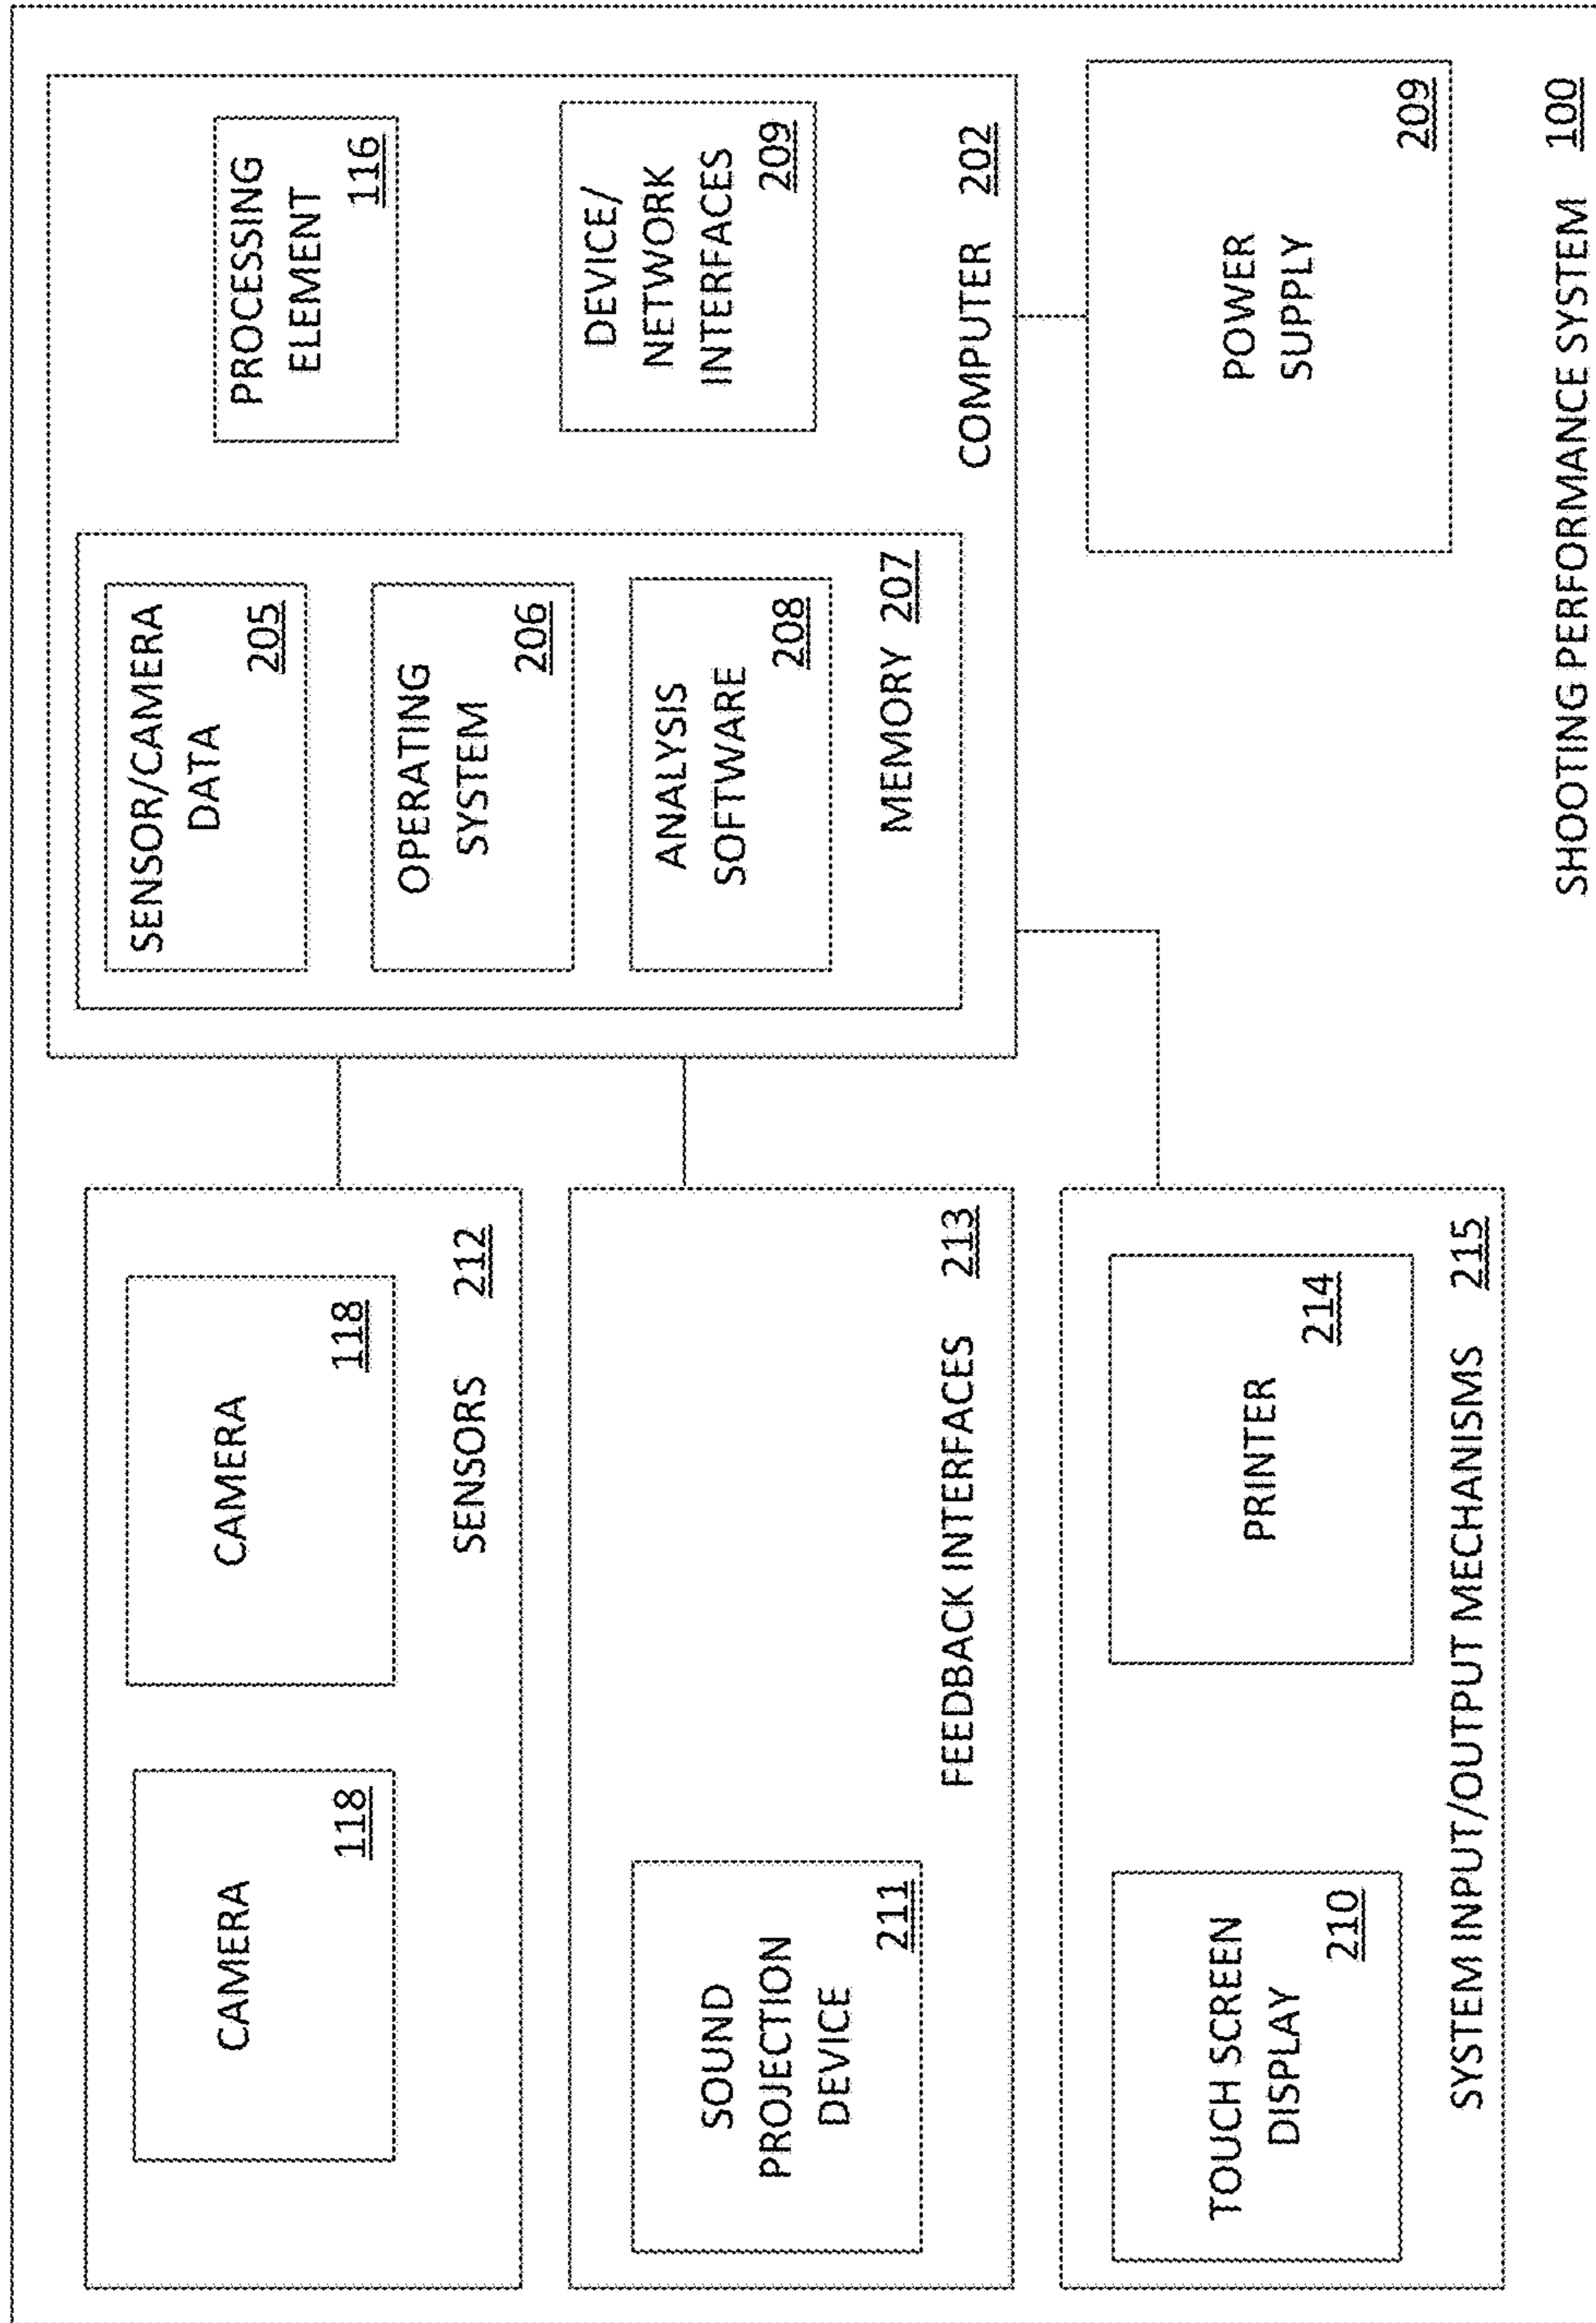 CAMERA
118
CAMERA
118
SENSORS 212
SOUND
PROJECTION
DEVICE
211
FEEDBACK INTERFACES 213
TOUCH SCREEN
DISPLAY
210
PRINTER
214
SYSTEM INPUT/OUTPUT MECHANISMS 215
SENSOR/CAMERA
DATA
205
OPERATING
SYSTEM
206
ANALYSIS
SOFTWARE
208
MEMORY 207
PROCESSING
ELEMENT
116
DEVICE/
NETWORK
INTERFACES
209
COMPUTER 202
POWER
SUPPLY
209
SHOOTING PERFORMANCE SYSTEM 100